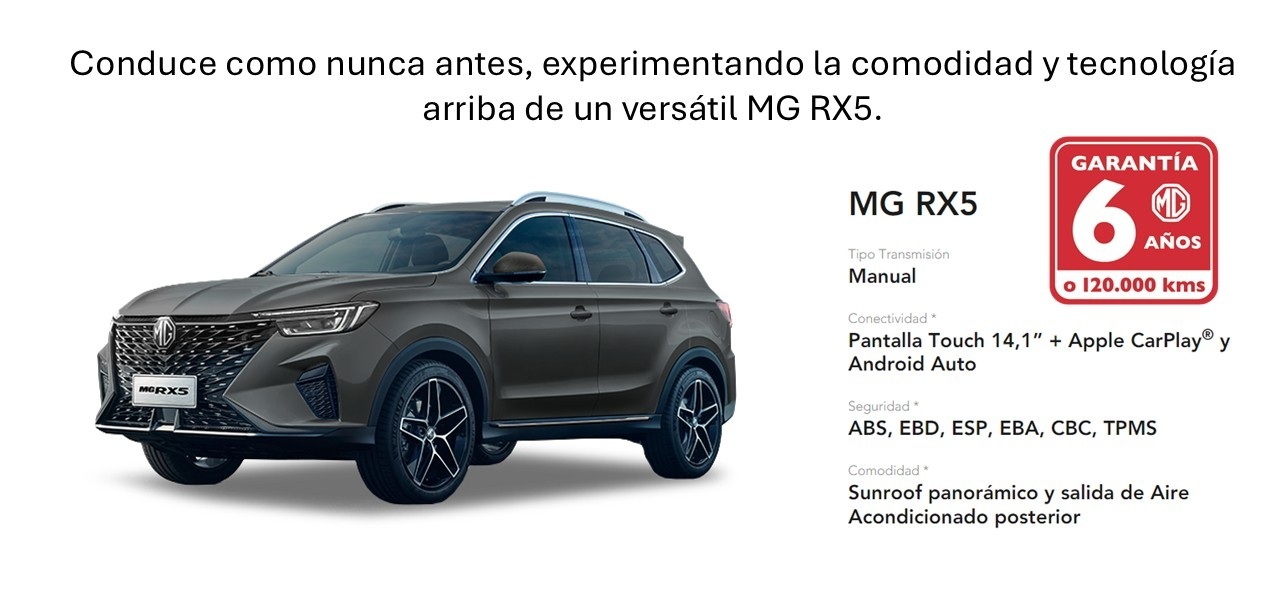 Conduce como nunca antes, experimentando la comodidad y tecnología
arriba de un versátil MG RX5.
MG
MGRX5
MG RX5
Tipo Transmisión
Manual
Conectividad *
Pantalla Touch 14,1” + Apple CarPlay® y
Android Auto
Seguridad *
ABS, EBD, ESP, EBA, CBC, TPMS
Comodidad *
Sunroof panorámico y salida de Aire
Acondicionado posterior
GARANTÍA
6
MG
AÑOS
o 120.000 kms